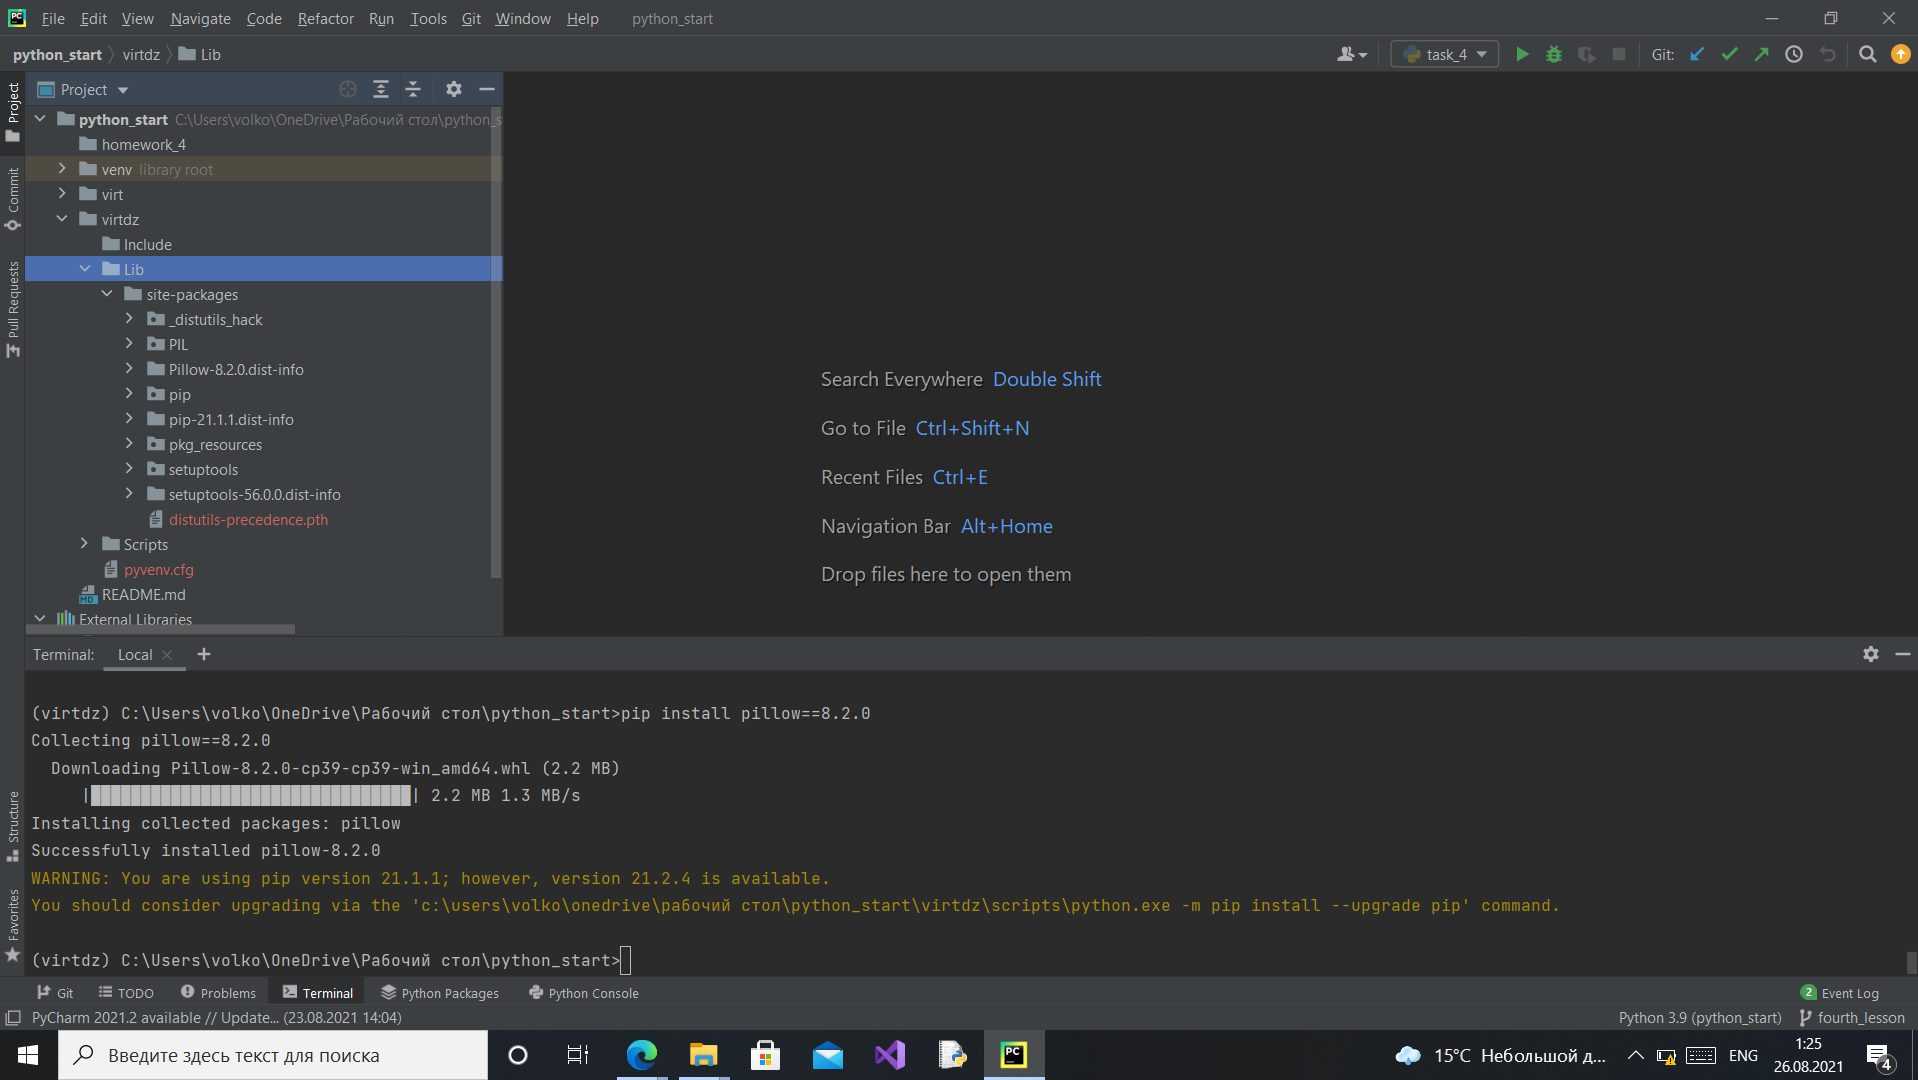 File Edit View Navigate Code Refactor Run Tools Git Window Help python_start
python_start virtdz Lib task_4 Git:
Project
python_start C:\Users\volko\OneDrive\Рабочий стол\python_s
homework_4
venv library root
virt
virtdz
Include
Lib
site-packages
_distutils_hack
PIL
Pillow-8.2.0.dist-info
pip
pip-21.1.1.dist-info
pkg_resources
setuptools
setuptools-56.0.0.dist-info
distutils-precedence.pth
Scripts
pyvenv.cfg
README.md
External Libraries
Project
Commit
Pull Requests
Structure
Favorites
Search Everywhere Double Shift
Go to File Ctrl+Shift+N
Recent Files Ctrl+E
Navigation Bar Alt+Home
Drop files here to open them
Terminal: Local
(virtdz) C:\Users\volko\OneDrive\Рабочий стол\python_start>pip install pillow==8.2.0
Collecting pillow==8.2.0
Downloading Pillow-8.2.0-cp39-cp39-win_amd64.whl (2.2 MB)
|████████████████████████████████| 2.2 MB 1.3 MB/s
Installing collected packages: pillow
Successfully installed pillow-8.2.0
WARNING: You are using pip version 21.1.1; however, version 21.2.4 is available.
You should consider upgrading via the 'c:\users\volko\onedrive\рабочий стол\python_start\virtdz\scripts\python.exe -m pip install --upgrade pip' command.
(virtdz) C:\Users\volko\OneDrive\Рабочий стол\python_start>
Git TODO Problems Terminal Python Packages Python Console 2 Event Log
PyCharm 2021.2 available // Update... (23.08.2021 14:04) Python 3.9 (python_start) fourth_lesson
Введите здесь текст для поиска 15°C Небольшой д... ENG 1:25
26.08.2021 4